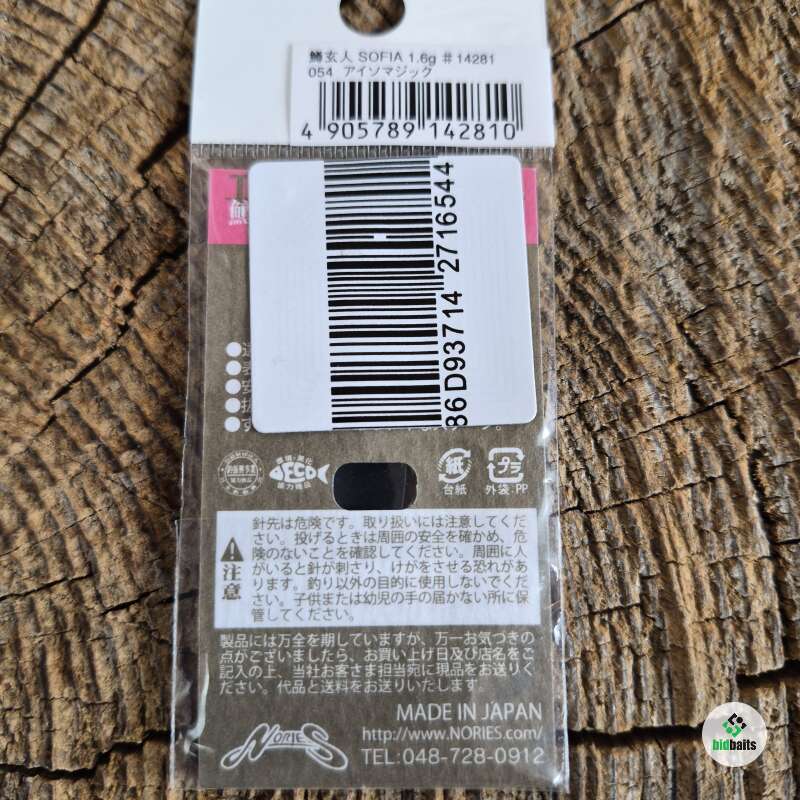 鱒玄人 SOFIA 1.6g #14281
054 アイソマジック
4 905789 142810
86 D93714 2716544
ECO
協力商品
紙
台紙
プラ
外袋:PP
注意
針先は危険です。取り扱いには注意してくだ
さい。投げるときは周囲の安全を確かめ、危
険のないことを確認してください。周囲に人
がいると針が刺さり、けがをさせる恐れがあ
ります。釣り以外の目的に使用しないでくだ
さい。子供または幼児の手の届かない所に保
管してください。
製品には万全を期していますが、万一お気づきの
点がございましたら、お買い上げ日及び店名をご
記入の上、当社お客さま担当宛に現品をお送りく
ださい。代品と送料をお送りいたします。
MADE IN JAPAN
NORIES
http://www.NORIES.com/
TEL:048-728-0912
bidbaits